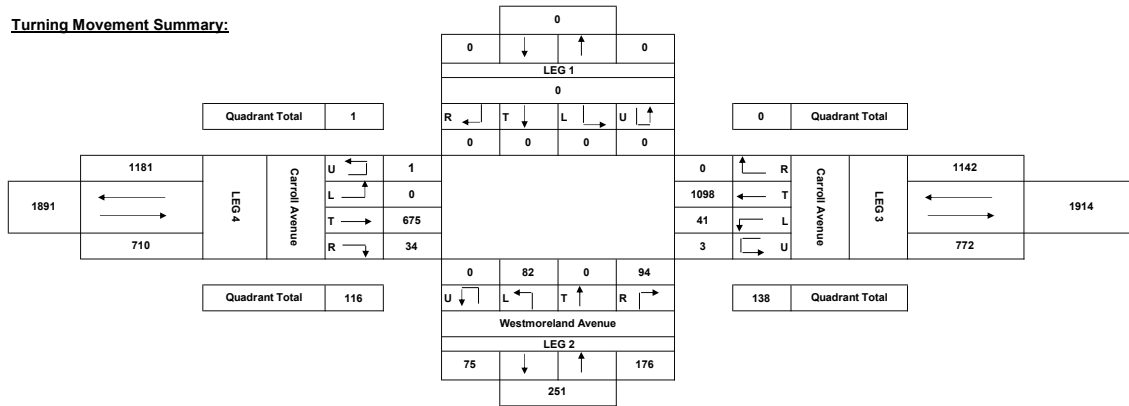 Turning Movement Summary:
0
0 0
LEG 1
0
Quadrant Total 1
R T L U
0 Quadrant Total
0 0 0 0
1181
U 1
0 R
1142
1891
LEG 4
Carroll Avenue
L 0
1098 T
Carroll Avenue
LEG 3
1914
T 675
41 L
710
R 34
3 U
772
0 82 0 94
Quadrant Total 116
U L T R
138 Quadrant Total
Westmoreland Avenue
LEG 2
75 176
251